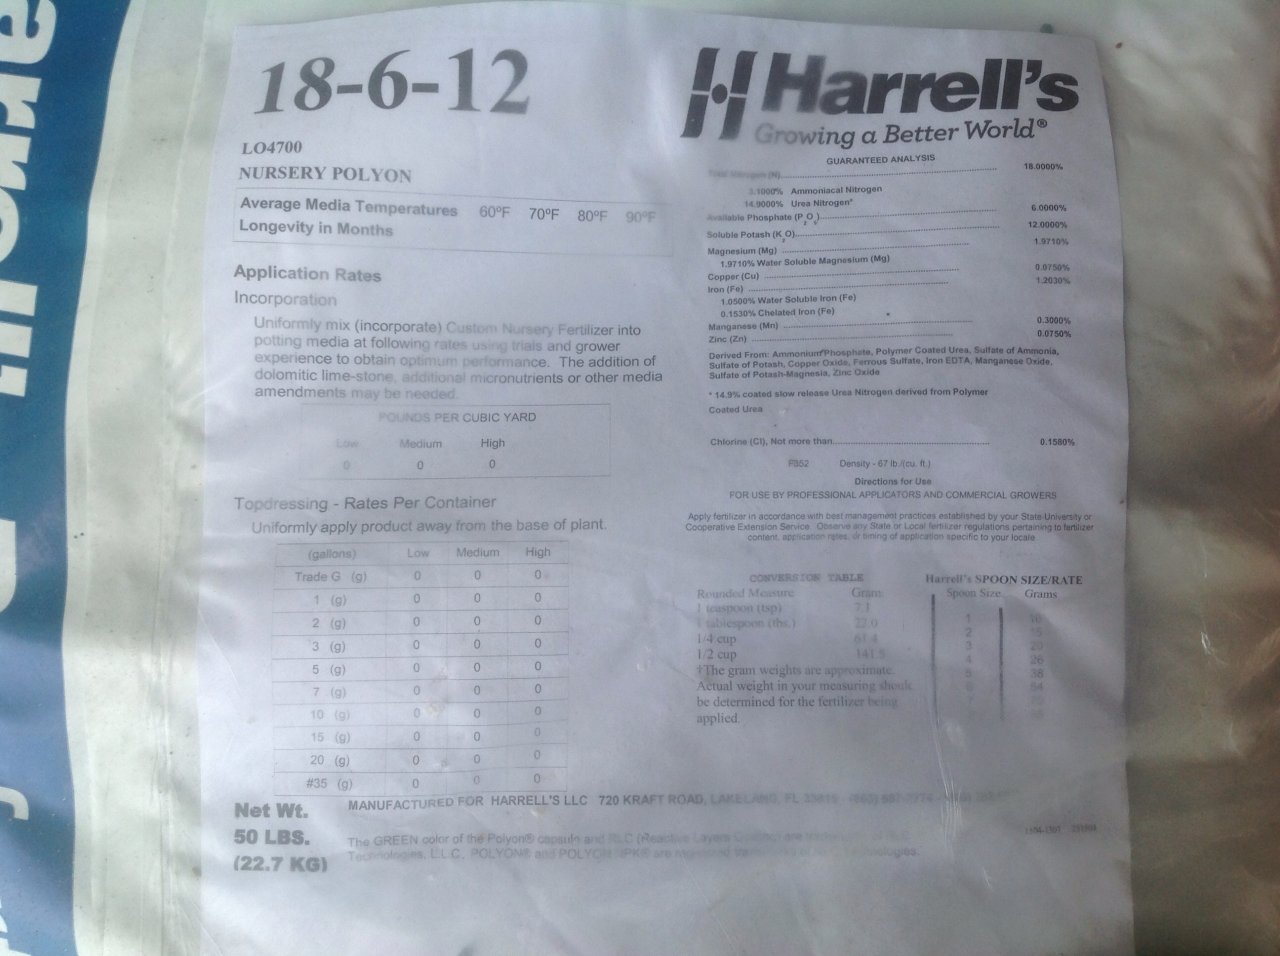 18-6-12
LO4700
NURSERY POLYON
Average Media Temperatures 60ºF 70ºF 80ºF 90ºF
Longevity in Months
Application Rates
Incorporation
Uniformly mix (incorporate) Custom Nursery Fertilizer into
potting media at following rates using trials and grower
experience to obtain optimum performance. The addition of
dolomitic lime-stone, additional micronutrients or other media
amendments may be needed.
POUNDS PER CUBIC YARD
Low Medium High
0 0 0
Topdressing - Rates Per Container
Uniformly apply product away from the base of plant.
(gallons) Low Medium High
Trade G (g) 0 0 0
1 (g) 0 0 0
2 (g) 0 0 0
3 (g) 0 0 0
5 (g) 0 0 0
7 (g) 0 0 0
10 (g) 0 0 0
15 (g) 0 0 0
20 (g) 0 0 0
#35 (g) 0 0 0
Net Wt.
50 LBS.
(22.7 KG)
Harrell's
Growing a Better World®
GUARANTEED ANALYSIS
Total Nitrogen (N) 18.0000%
3.1000% Ammoniacal Nitrogen
14.9000% Urea Nitrogen*
Available Phosphate (P2O5) 6.0000%
Soluble Potash (K2O) 12.0000%
Magnesium (Mg) 1.9710%
1.9710% Water Soluble Magnesium (Mg)
Copper (Cu) 0.0750%
Iron (Fe) 1.2030%
1.0500% Water Soluble Iron (Fe)
0.1530% Chelated Iron (Fe)
Manganese (Mn) 0.3000%
Zinc (Zn) 0.0750%
Derived From: Ammonium Phosphate, Polymer Coated Urea, Sulfate of Ammonia,
Sulfate of Potash, Copper Oxide, Ferrous Sulfate, Iron EDTA, Manganese Oxide,
Sulfate of Potash-Magnesia, Zinc Oxide
* 14.9% coated slow release Urea Nitrogen derived from Polymer
Coated Urea
Chlorine (Cl), Not more than 0.1580%
F852 Density - 67 lb./(cu. ft.)
Directions for Use
FOR USE BY PROFESSIONAL APPLICATORS AND COMMERCIAL GROWERS
Apply fertilizer in accordance with best management practices established by your State University or
Cooperative Extension Service. Observe any State or Local fertilizer regulations pertaining to fertilizer
content, application rates, or timing of application specific to your locale
CONVERSION TABLE
Rounded Measure Gram
1 teaspoon (tsp) 7.1
1 tablespoon (tbs.) 22.0
1/4 cup 61.4
1/2 cup 141.5
†The gram weights are approximate.
Actual weight in your measuring should
be determined for the fertilizer being
applied.
Harrell's SPOON SIZE/RATE
Spoon Size Grams
1 10
2 15
3 20
4 26
5 38
54
MANUFACTURED FOR HARRELL'S LLC 720 KRAFT ROAD, LAKELAND, FL 33815
The GREEN color of the Polyon® capsule and RLC (Reactive Layers Coating) are
Technologies, L.L.C. POLYON® and POLYON NPK® are registered Technologies.